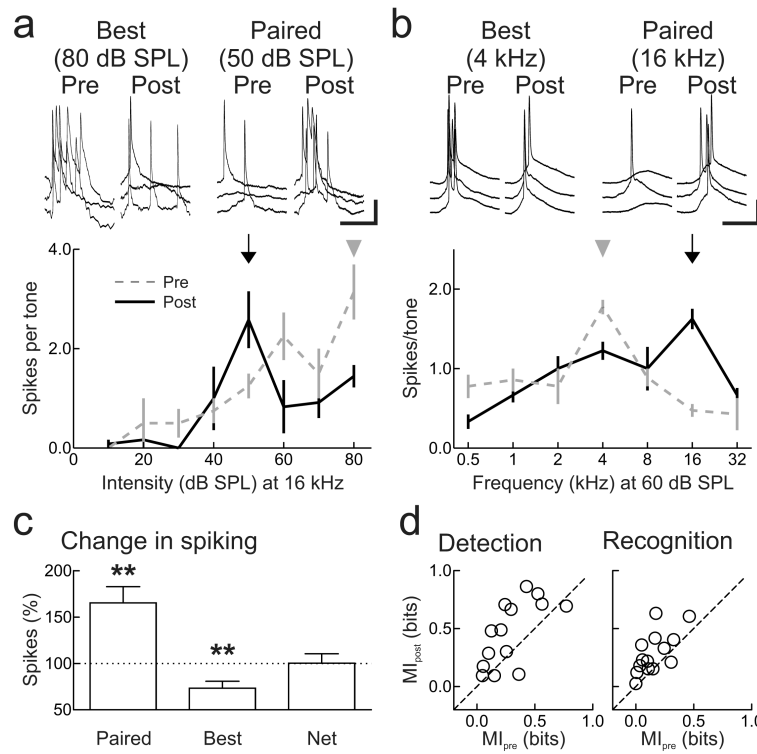 a
Best
(80 dB SPL)
Pre Post
Paired
(50 dB SPL)
Pre Post
4.0
2.0
0.0
Spikes per tone
Pre
Post
0 20 40 60 80
Intensity (dB SPL) at 16 kHz
b
Best
(4 kHz)
Pre Post
Paired
(16 kHz)
Pre Post
2.0
1.0
0.0
Spikes/tone
0.5 1 2 4 8 16 32
Frequency (kHz) at 60 dB SPL
c
Change in spiking
200
150
100
50
Spikes (%)
**
**
Paired Best Net
d
Detection
1.0
0.5
0.0
MIpost (bits)
0.0 0.5 1.0
MIpre (bits)
Recognition
0.0 0.5 1.0
MIpre (bits)